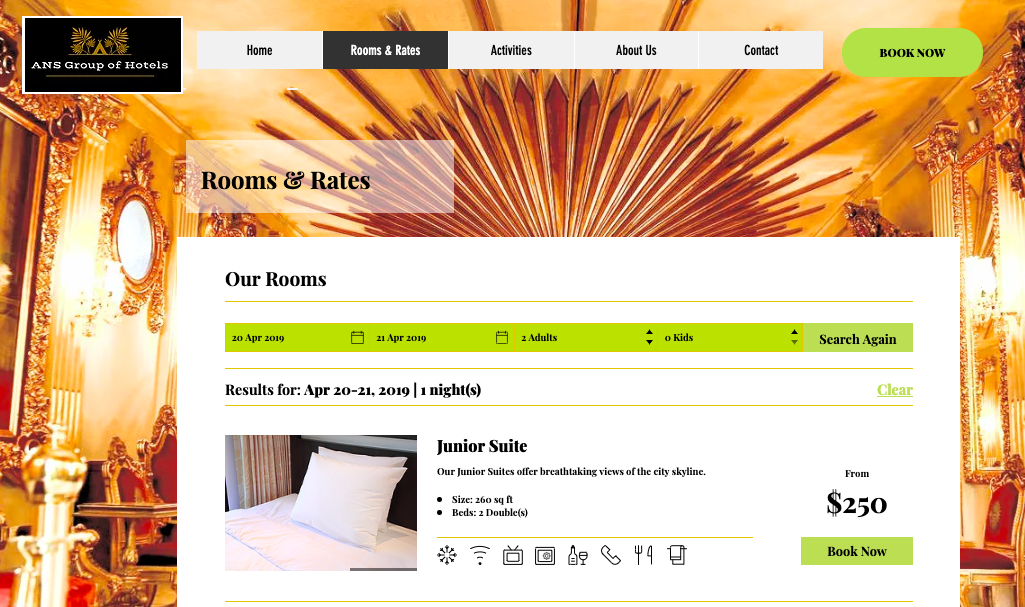 ANS Group of Hotels
Home
Rooms & Rates
Activities
About Us
Contact
BOOK NOW
Rooms & Rates
Our Rooms
20 Apr 2019
21 Apr 2019
2 Adults
0 Kids
Search Again
Results for: Apr 20-21, 2019 | 1 night(s)
Clear
Junior Suite
Our Junior Suites offer breathtaking views of the city skyline.
Size: 260 sq ft
Beds: 2 Double(s)
From
$250
Book Now